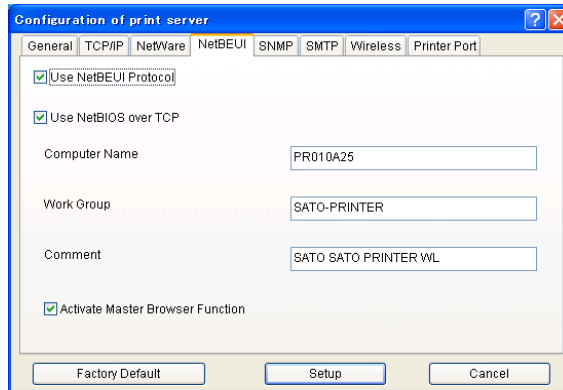 Configuration of print server
General TCP/IP NetWare NetBEUI SNMP SMTP Wireless Printer Port
Use NetBEUI Protocol
Use NetBIOS over TCP
Computer Name PR010A25
Work Group SATO-PRINTER
Comment SATO SATO PRINTER WL
Activate Master Browser Function
Factory Default Setup Cancel